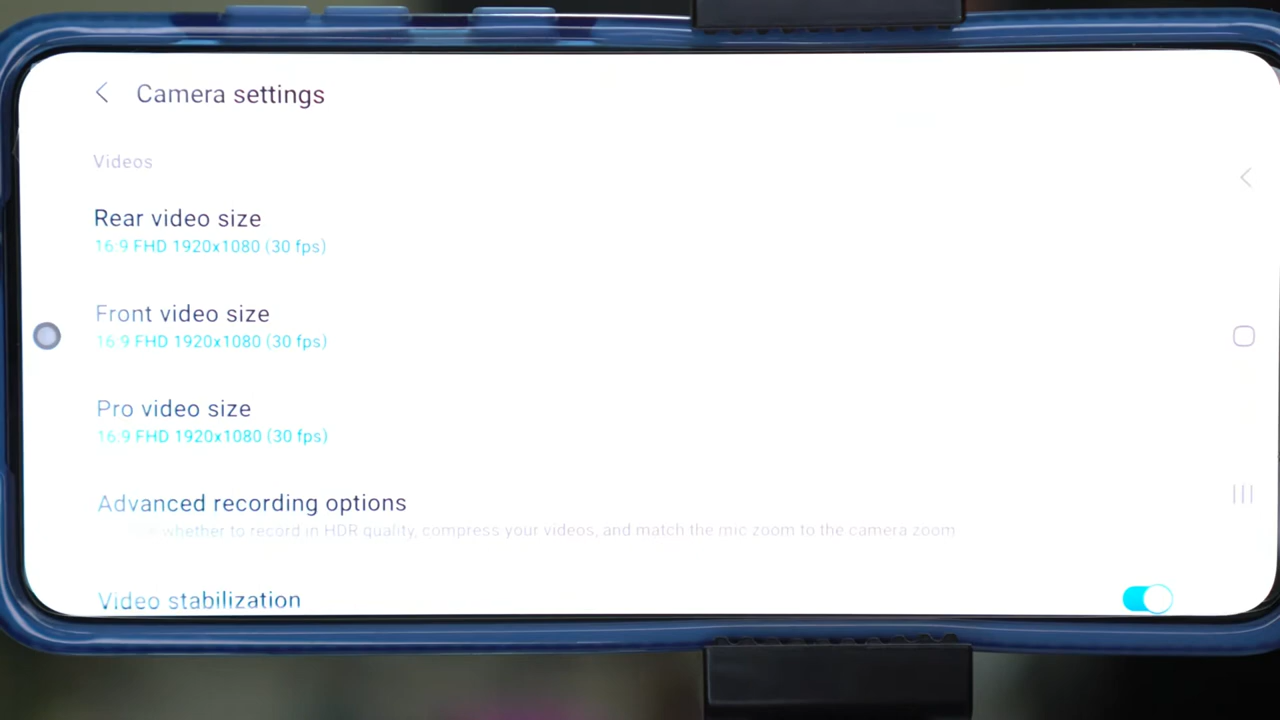 Camera settings
Videos
Rear video size
16:9 FHD 1920x1080 (30 fps)
Front video size
16:9 FHD 1920x1080 (30 fps)
Pro video size
16:9 FHD 1920x1080 (30 fps)
Advanced recording options
whether to record in HDR quality, compress your videos, and match the mic zoom to the camera zoom
Video stabilization